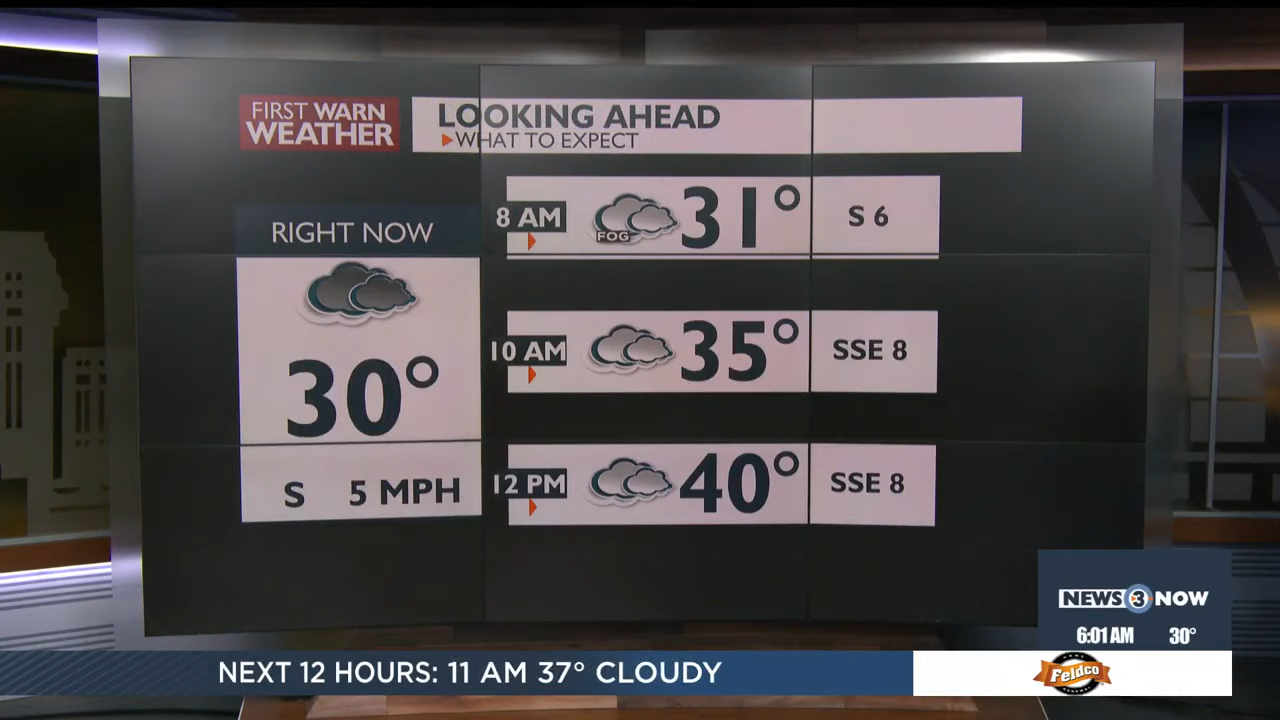 FIRST WARN
WEATHER
LOOKING AHEAD
WHAT TO EXPECT
RIGHT NOW
30°
S 5 MPH
8 AM FOG 31° S 6
10 AM 35° SSE 8
12 PM 40° SSE 8
NEWS 3 NOW
6:01 AM 30°
NEXT 12 HOURS: 11 AM 37° CLOUDY
Feldco